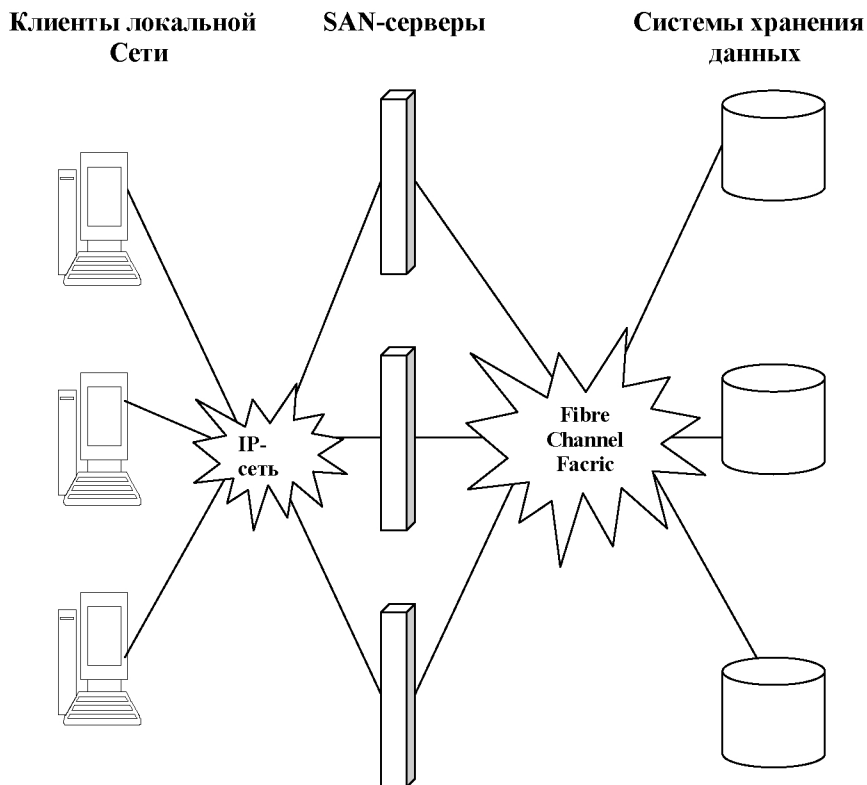 Клиенты локальной
Сети
SAN-серверы
Системы хранения
данных
IP-
сеть
Fibre
Channel
Facric